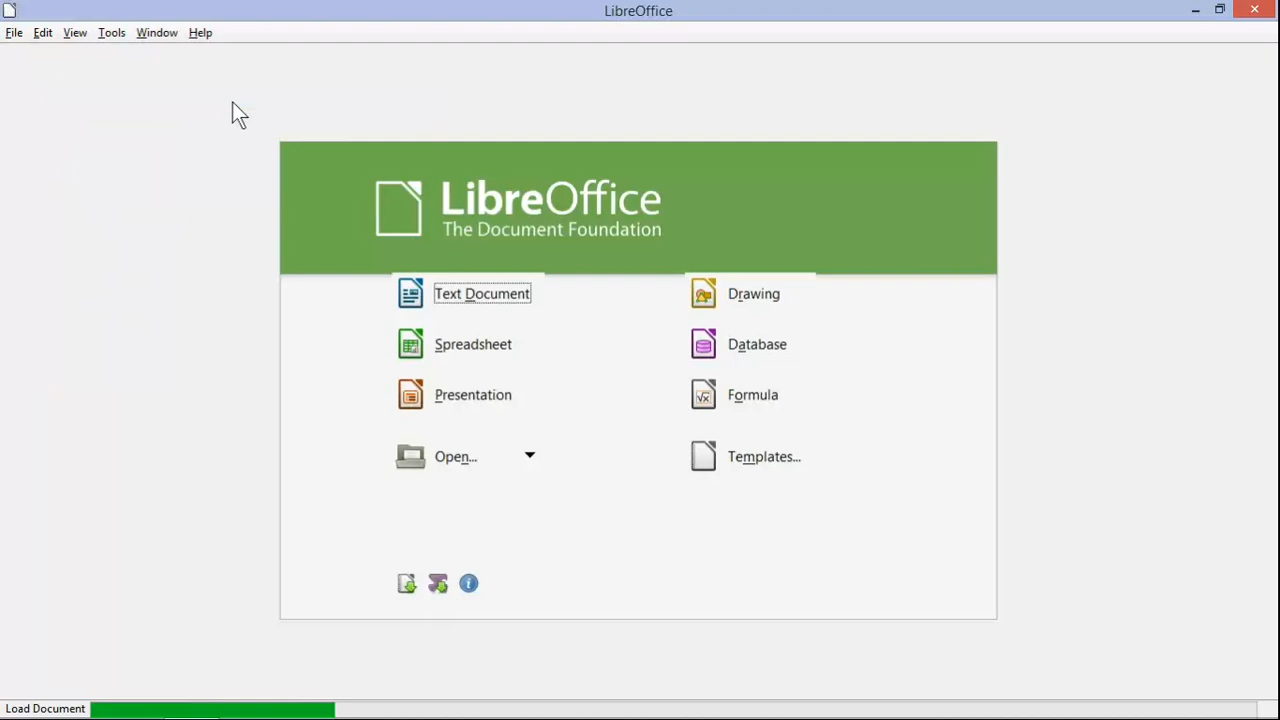 LibreOffice
File Edit View Tools Window Help
LibreOffice
The Document Foundation
Text Document
Drawing
Spreadsheet
Database
Presentation
Formula
Open...
Templates...
Load Document